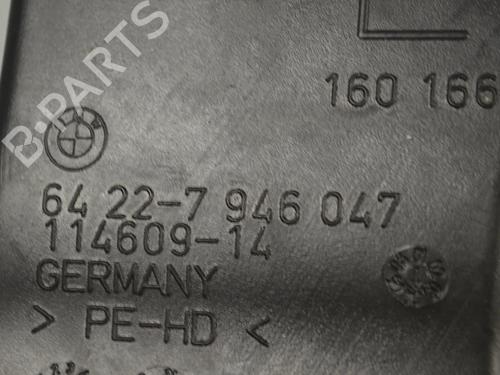 B-PARTS
160 166
64 22-7 946 047
114609-14
GERMANY
> PE-HD <